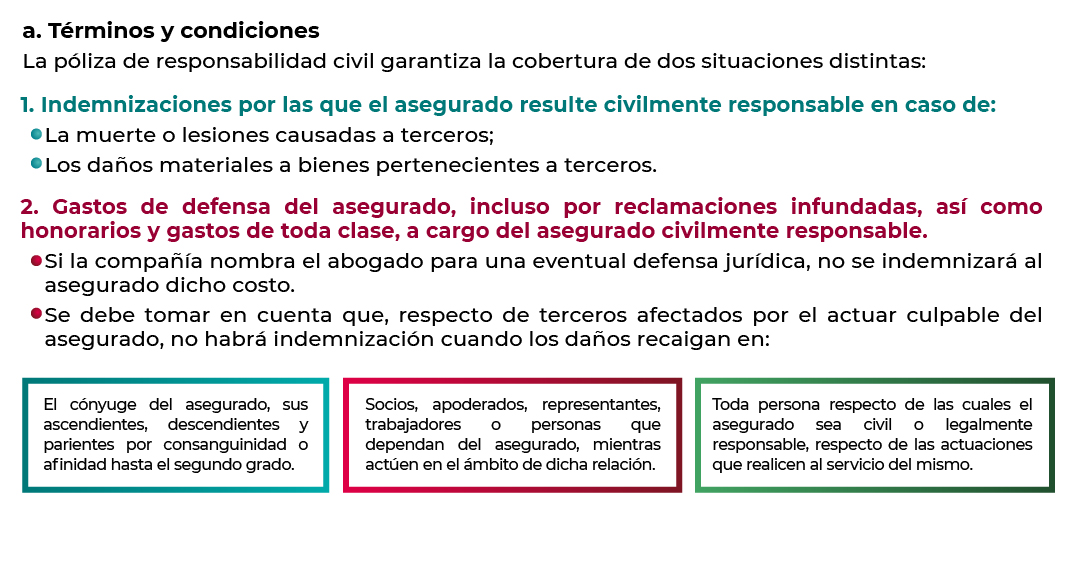 a. Términos y condiciones
La póliza de responsabilidad civil garantiza la cobertura de dos situaciones distintas:
1. Indemnizaciones por las que el asegurado resulte civilmente responsable en caso de:
La muerte o lesiones causadas a terceros;
Los daños materiales a bienes pertenecientes a terceros.
2. Gastos de defensa del asegurado, incluso por reclamaciones infundadas, así como
honorarios y gastos de toda clase, a cargo del asegurado civilmente responsable.
Si la compañía nombra el abogado para una eventual defensa jurídica, no se indemnizará al
asegurado dicho costo.
Se debe tomar en cuenta que, respecto de terceros afectados por el actuar culpable del
asegurado, no habrá indemnización cuando los daños recaigan en:
El cónyuge del asegurado, sus
ascendientes, descendientes y
parientes por consanguinidad o
afinidad hasta el segundo grado.
Socios, apoderados, representantes,
trabajadores o personas que
dependan del asegurado, mientras
actúen en el ámbito de dicha relación.
Toda persona respecto de las cuales el
asegurado sea civil o legalmente
responsable, respecto de las actuaciones
que realicen al servicio del mismo.